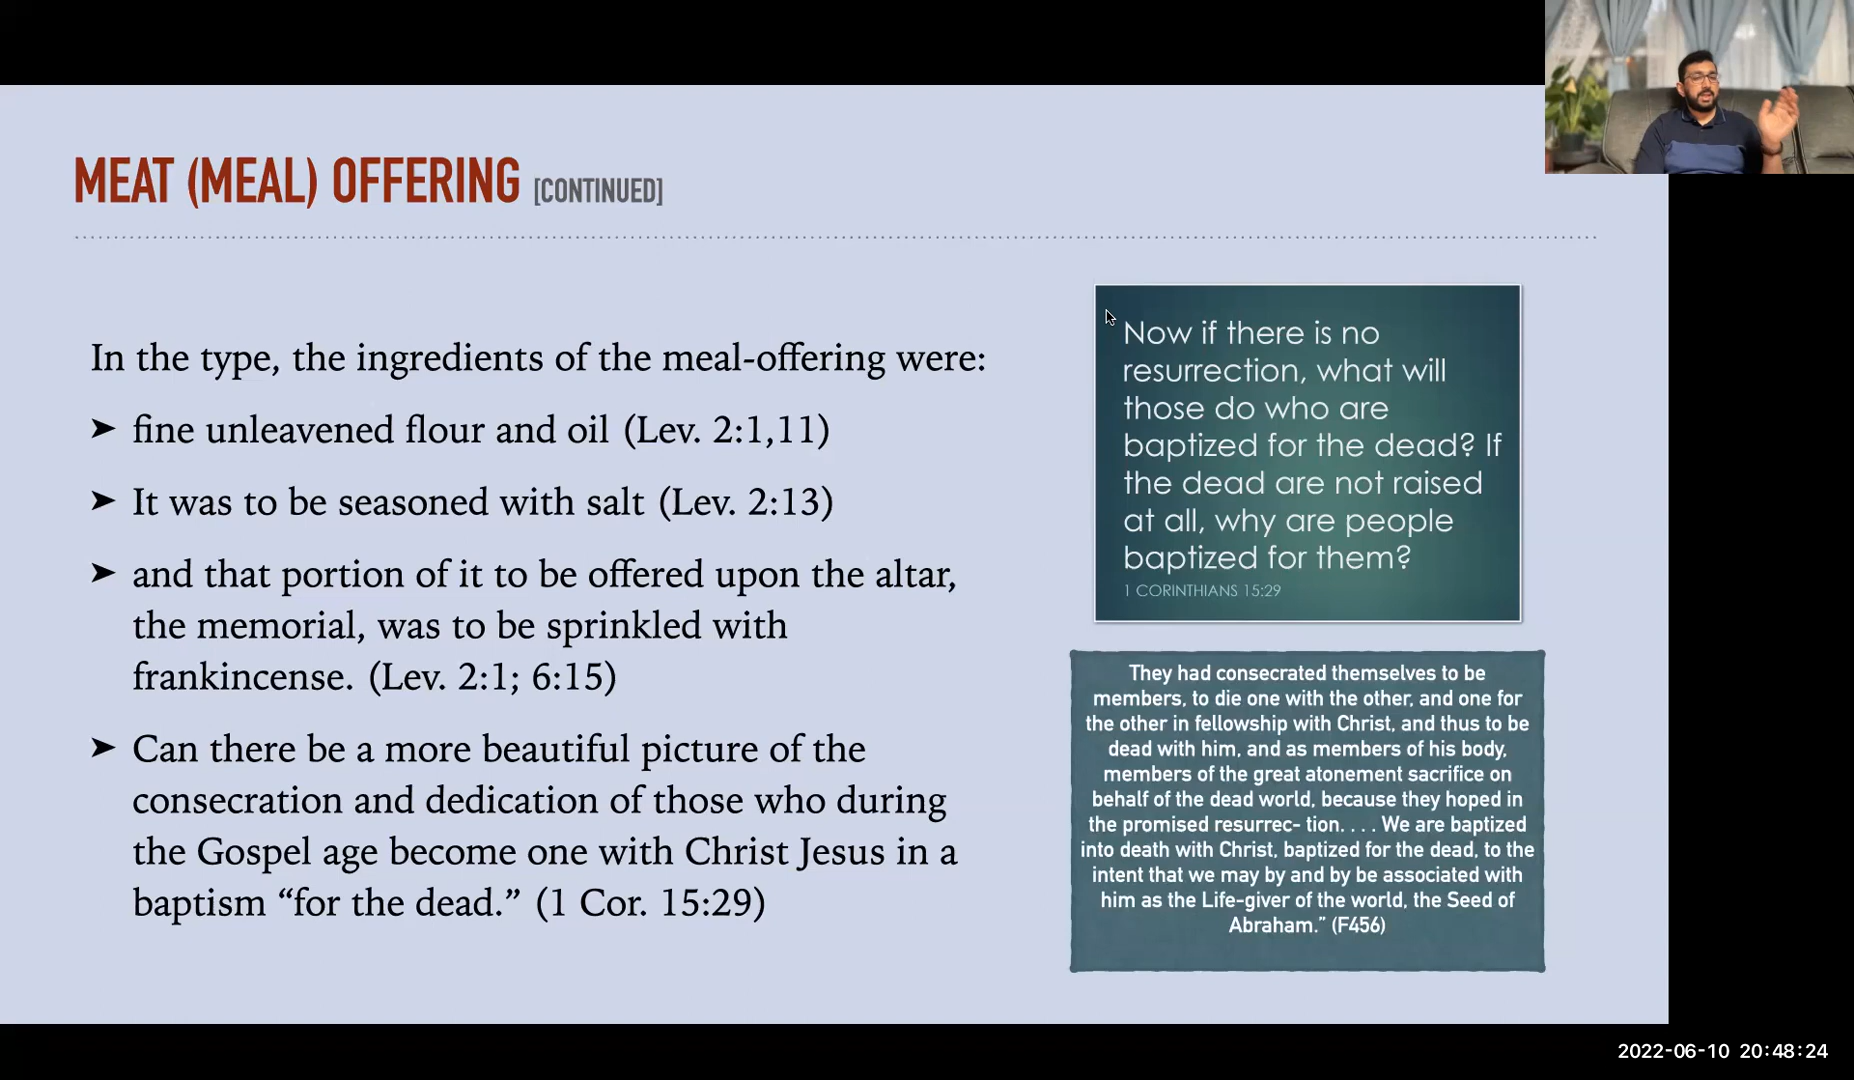 MEAT (MEAL) OFFERING [CONTINUED]
In the type, the ingredients of the meal-offering were:
➤ fine unleavened flour and oil (Lev. 2:1,11)
➤ It was to be seasoned with salt (Lev. 2:13)
➤ and that portion of it to be offered upon the altar,
the memorial, was to be sprinkled with
frankincense. (Lev. 2:1; 6:15)
➤ Can there be a more beautiful picture of the
consecration and dedication of those who during
the Gospel age become one with Christ Jesus in a
baptism “for the dead.” (1 Cor. 15:29)
Now if there is no
resurrection, what will
those do who are
baptized for the dead? If
the dead are not raised
at all, why are people
baptized for them?
1 CORINTHIANS 15:29
They had consecrated themselves to be
members, to die one with the other, and one for
the other in fellowship with Christ, and thus to be
dead with him, and as members of his body,
members of the great atonement sacrifice on
behalf of the dead world, because they hoped in
the promised resurrec- tion. . . . We are baptized
into death with Christ, baptized for the dead, to the
intent that we may by and by be associated with
him as the Life-giver of the world, the Seed of
Abraham.” (F456)
2022-06-10 20:48:24